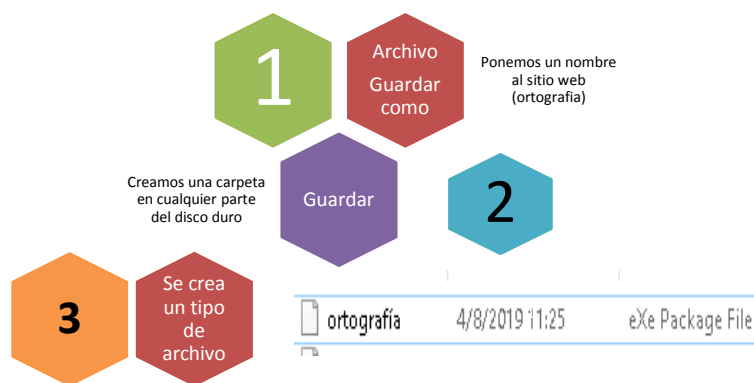 1
Archivo
Guardar
como
Ponemos un nombre
al sitio web
(ortografia)
Creamos una carpeta
en cualquier parte
del disco duro
Guardar
2
3
Se crea
un tipo
de
archivo
ortografía 4/8/2019 11:25 eXe Package File